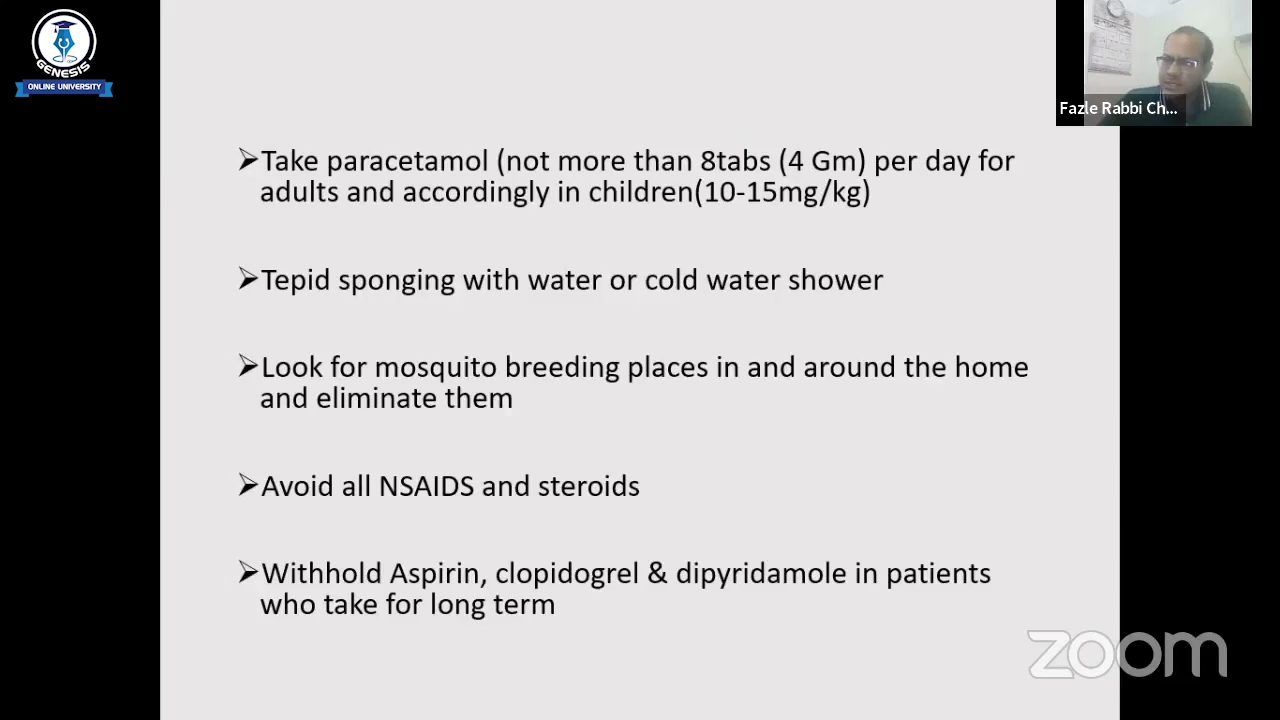 GENESIS
ONLINE UNIVERSITY
Fazle Rabbi Ch...
➢Take paracetamol (not more than 8tabs (4 Gm) per day for
adults and accordingly in children(10-15mg/kg)
➢Tepid sponging with water or cold water shower
➢Look for mosquito breeding places in and around the home
and eliminate them
➢Avoid all NSAIDS and steroids
➢Withhold Aspirin, clopidogrel & dipyridamole in patients
who take for long term
zoom